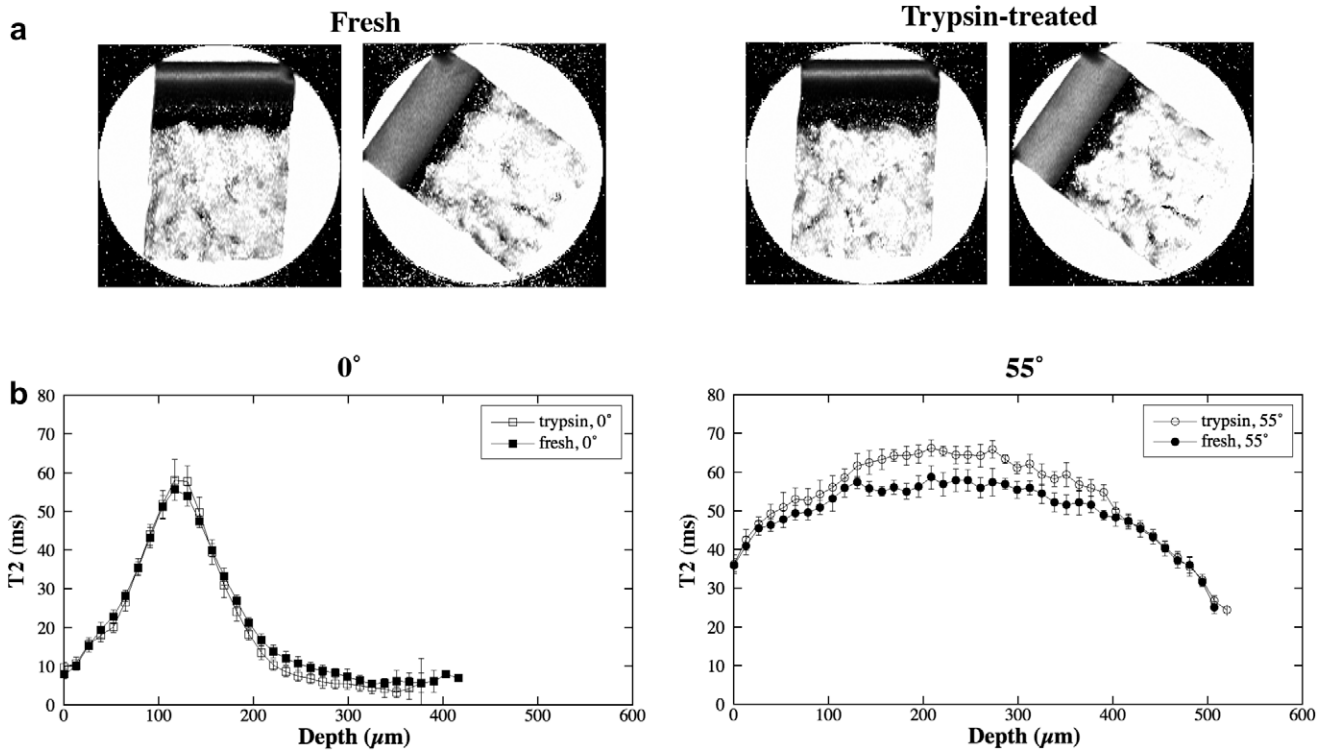 a
Fresh
Trypsin-treated
b
0°
80
70
60
50
40
30
20
10
0
T2 (ms)
trypsin, 0°
fresh, 0°
0
100
200
300
400
500
600
Depth (µm)
55°
80
70
60
50
40
30
20
10
0
T2 (ms)
trypsin, 55°
fresh, 55°
0
100
200
300
400
500
600
Depth (µm)